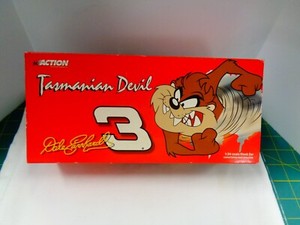 ACTION
Tasmanian Devil
3
Dale Earnhardt